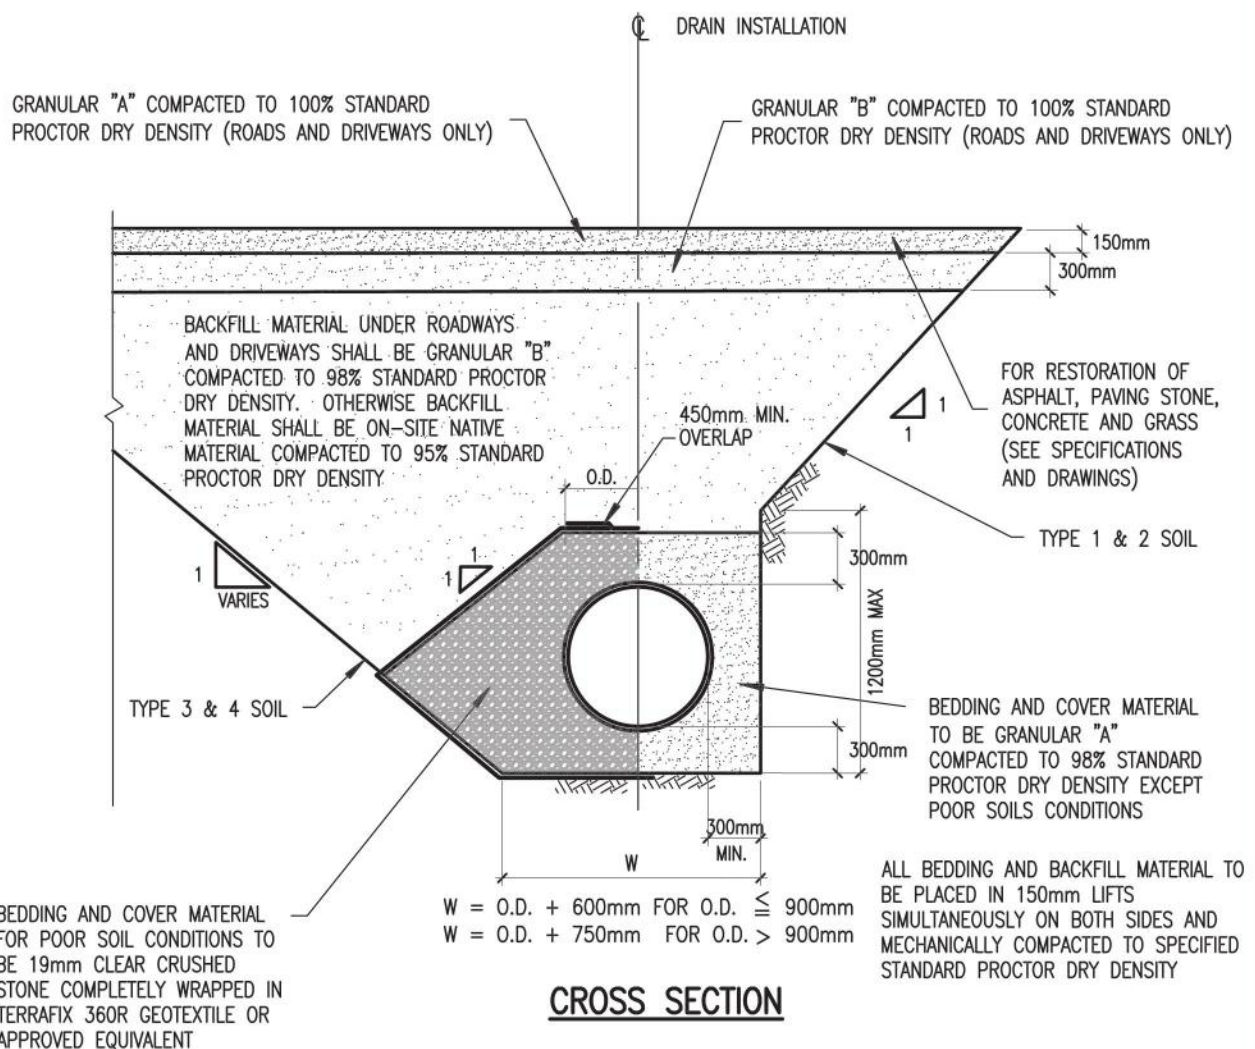 ℄ DRAIN INSTALLATION
GRANULAR "A" COMPACTED TO 100% STANDARD
PROCTOR DRY DENSITY (ROADS AND DRIVEWAYS ONLY)
GRANULAR "B" COMPACTED TO 100% STANDARD
PROCTOR DRY DENSITY (ROADS AND DRIVEWAYS ONLY)
150mm
300mm
BACKFILL MATERIAL UNDER ROADWAYS
AND DRIVEWAYS SHALL BE GRANULAR "B"
COMPACTED TO 98% STANDARD PROCTOR
DRY DENSITY. OTHERWISE BACKFILL
MATERIAL SHALL BE ON-SITE NATIVE
MATERIAL COMPACTED TO 95% STANDARD
PROCTOR DRY DENSITY
450mm MIN.
OVERLAP
O.D.
1
1
FOR RESTORATION OF
ASPHALT, PAVING STONE,
CONCRETE AND GRASS
(SEE SPECIFICATIONS
AND DRAWINGS)
TYPE 1 & 2 SOIL
1
VARIES
1
1
300mm
1200mm MAX
300mm
TYPE 3 & 4 SOIL
BEDDING AND COVER MATERIAL
TO BE GRANULAR "A"
COMPACTED TO 98% STANDARD
PROCTOR DRY DENSITY EXCEPT
POOR SOILS CONDITIONS
300mm
MIN.
W
W = O.D. + 600mm FOR O.D. ≦ 900mm
W = O.D. + 750mm FOR O.D. > 900mm
ALL BEDDING AND BACKFILL MATERIAL TO
BE PLACED IN 150mm LIFTS
SIMULTANEOUSLY ON BOTH SIDES AND
MECHANICALLY COMPACTED TO SPECIFIED
STANDARD PROCTOR DRY DENSITY
BEDDING AND COVER MATERIAL
FOR POOR SOIL CONDITIONS TO
BE 19mm CLEAR CRUSHED
STONE COMPLETELY WRAPPED IN
TERRAFIX 360R GEOTEXTILE OR
APPROVED EQUIVALENT
CROSS SECTION